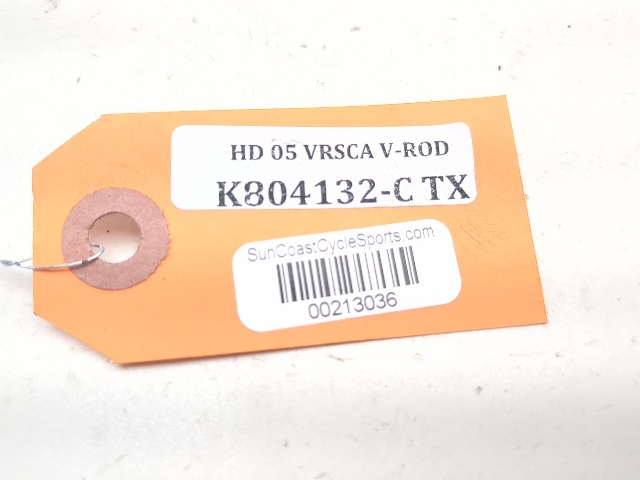 HD 05 VRSCA V-ROD
K804132-C TX
SunCoastCycleSports.com
00213036